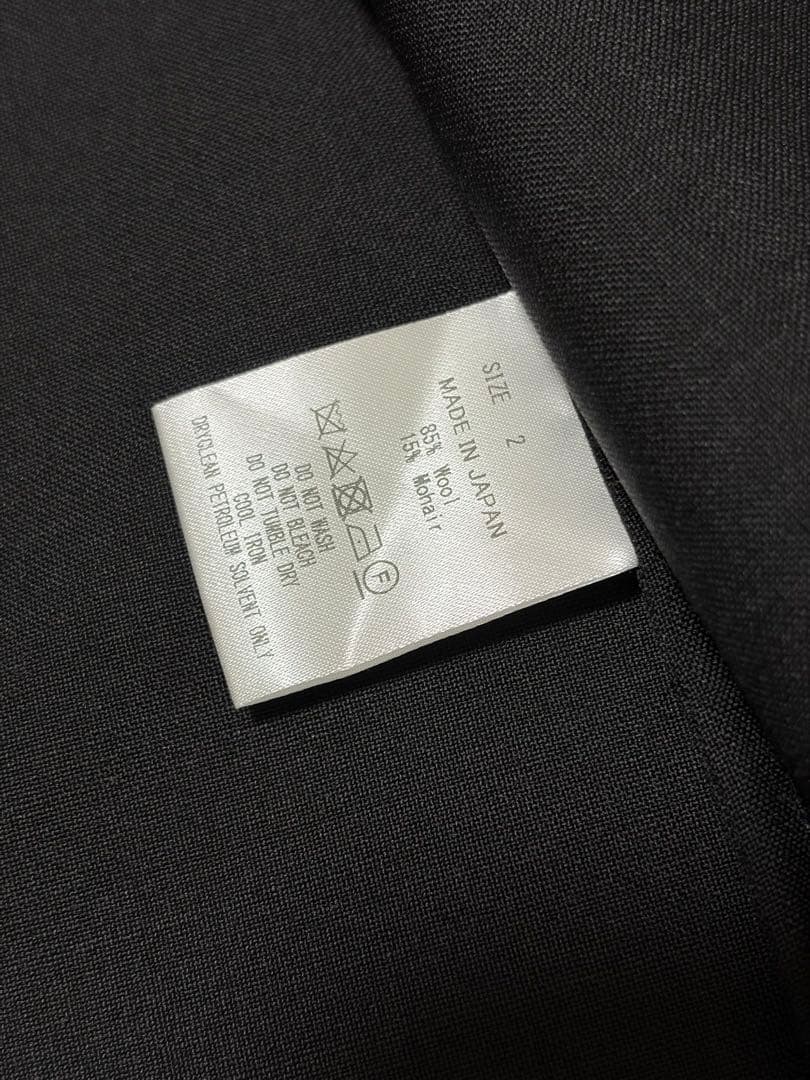 SIZE 2
MADE IN JAPAN
85% Wool
15% Mohair
F
DO NOT WASH
DO NOT BLEACH
DO NOT TUMBLE DRY
COOL IRON
DRYCLEAN PETROLEUM SOLVENT ONLY